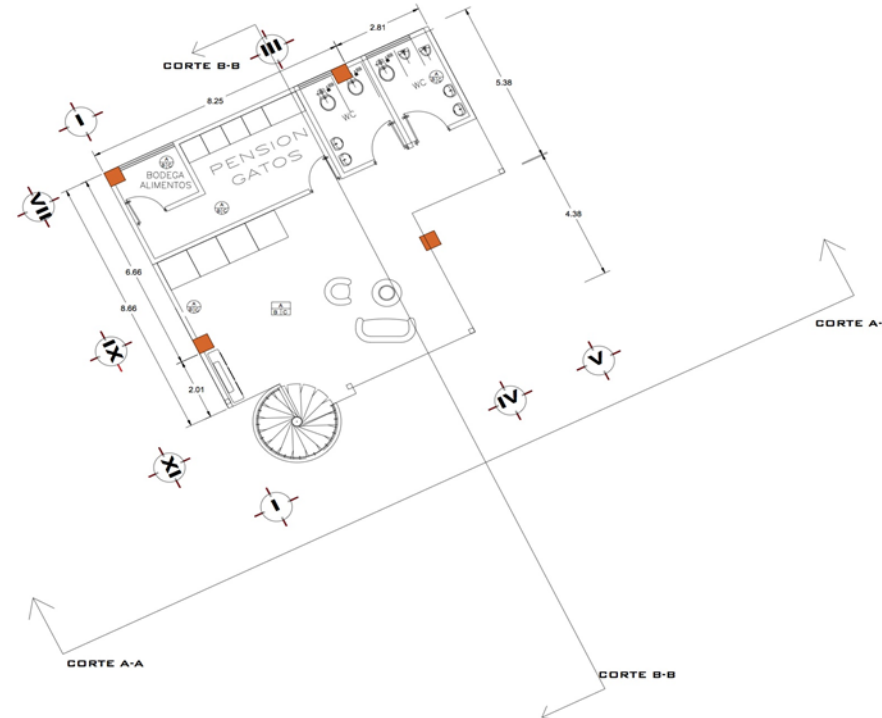 2.81
III
CORTE B-B
8.25
WC
WC
5.38
I
PENSION
GATOS
BODEGA
ALIMENTOS
A
B C
VII
4.38
6.66
8.66
A
B C
CORTE A-
IX
V
2.01
IV
XI
I
CORTE A-A
CORTE B-B